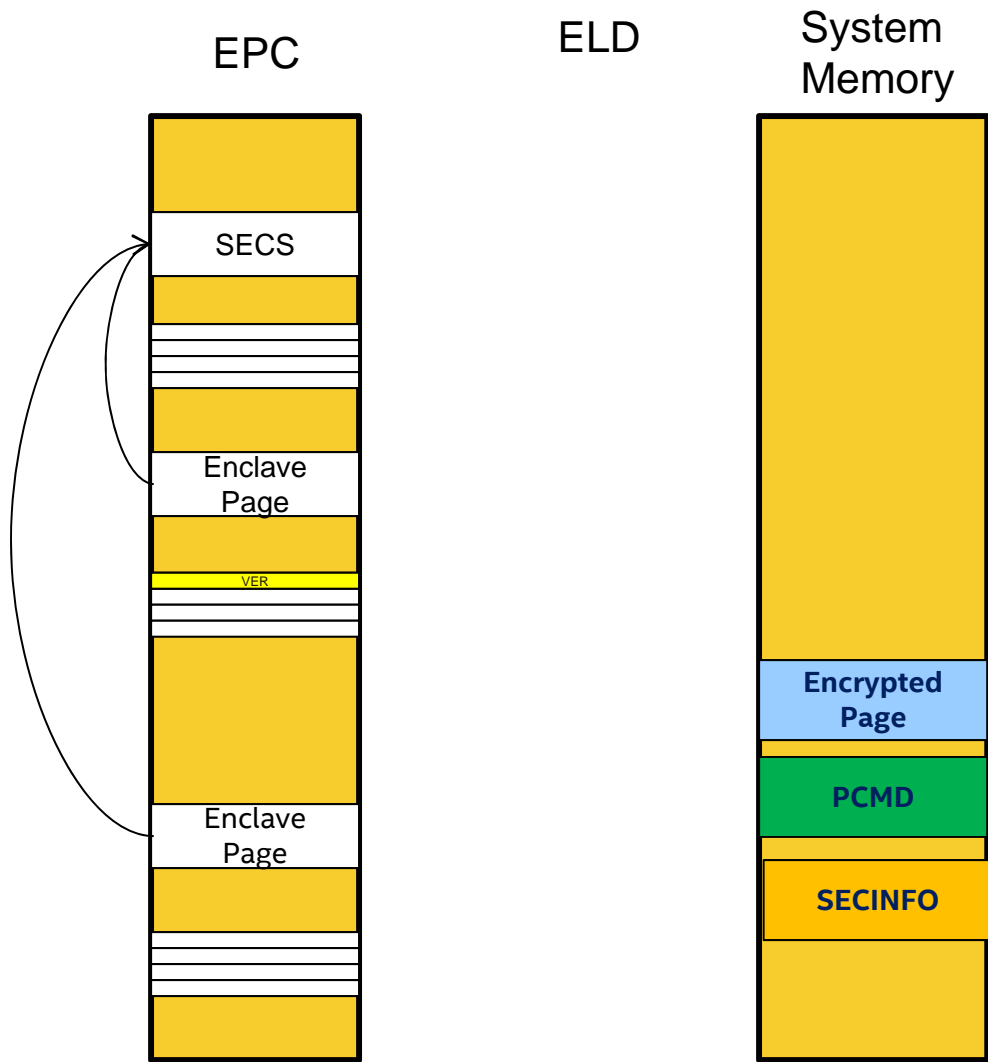 EPC
ELD
System
Memory
SECS
Enclave
Page
VER
Encrypted
Page
PCMD
Enclave
Page
SECINFO